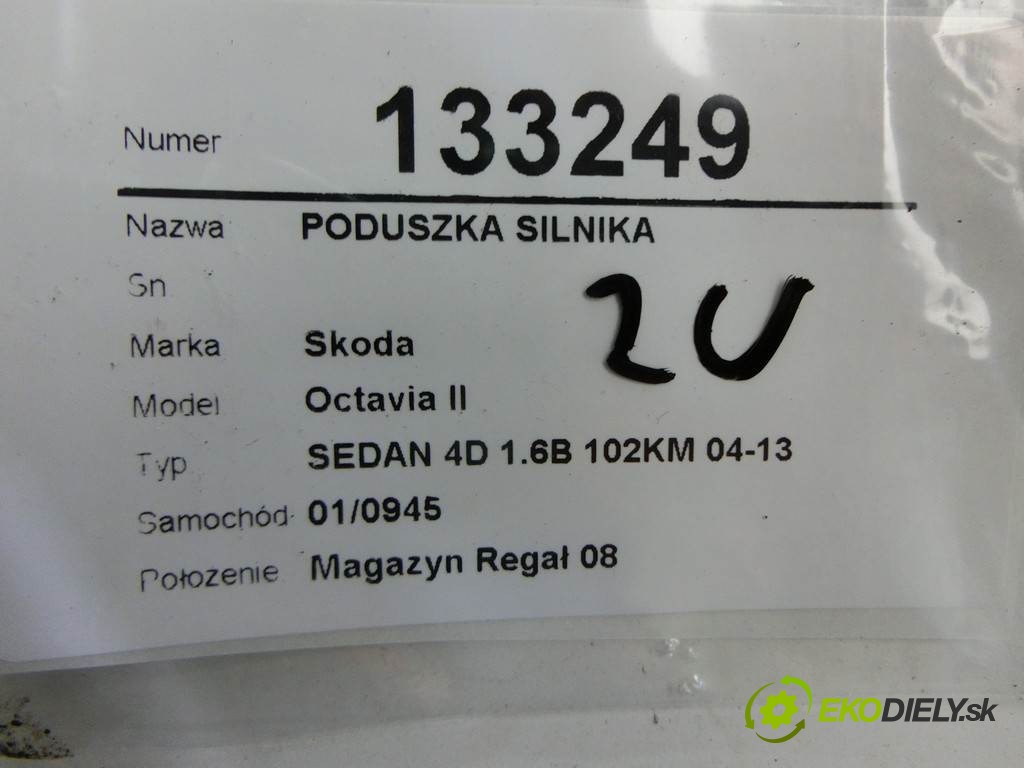 Numer 133249
Nazwa PODUSZKA SILNIKA
Sn
20
Marka Skoda
Model Octavia II
Typ SEDAN 4D 1.6B 102KM 04-13
Samochód 01/0945
Położenie Magazyn Regał 08
EKODIELY.sk